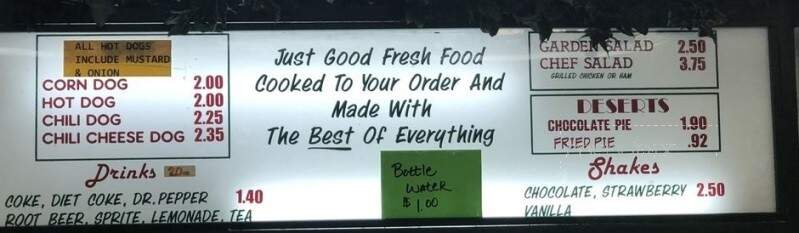 ALL HOT DOGS
INCLUDE MUSTARD
& ONION
CORN DOG 2.00
HOT DOG 2.00
CHILI DOG 2.25
CHILI CHEESE DOG 2.35
Drinks 20oz
COKE, DIET COKE, DR. PEPPER 1.40
ROOT BEER, SPRITE, LEMONADE, TEA
Just Good Fresh Food
Cooked To Your Order And
Made With
The Best Of Everything
Bottle
Water
$1.00
GARDEN SALAD 2.50
CHEF SALAD 3.75
GRILLED CHICKEN OR HAM
DESERTS
CHOCOLATE PIE 1.90
FRIED PIE .92
Shakes
CHOCOLATE, STRAWBERRY 2.50
VANILLA